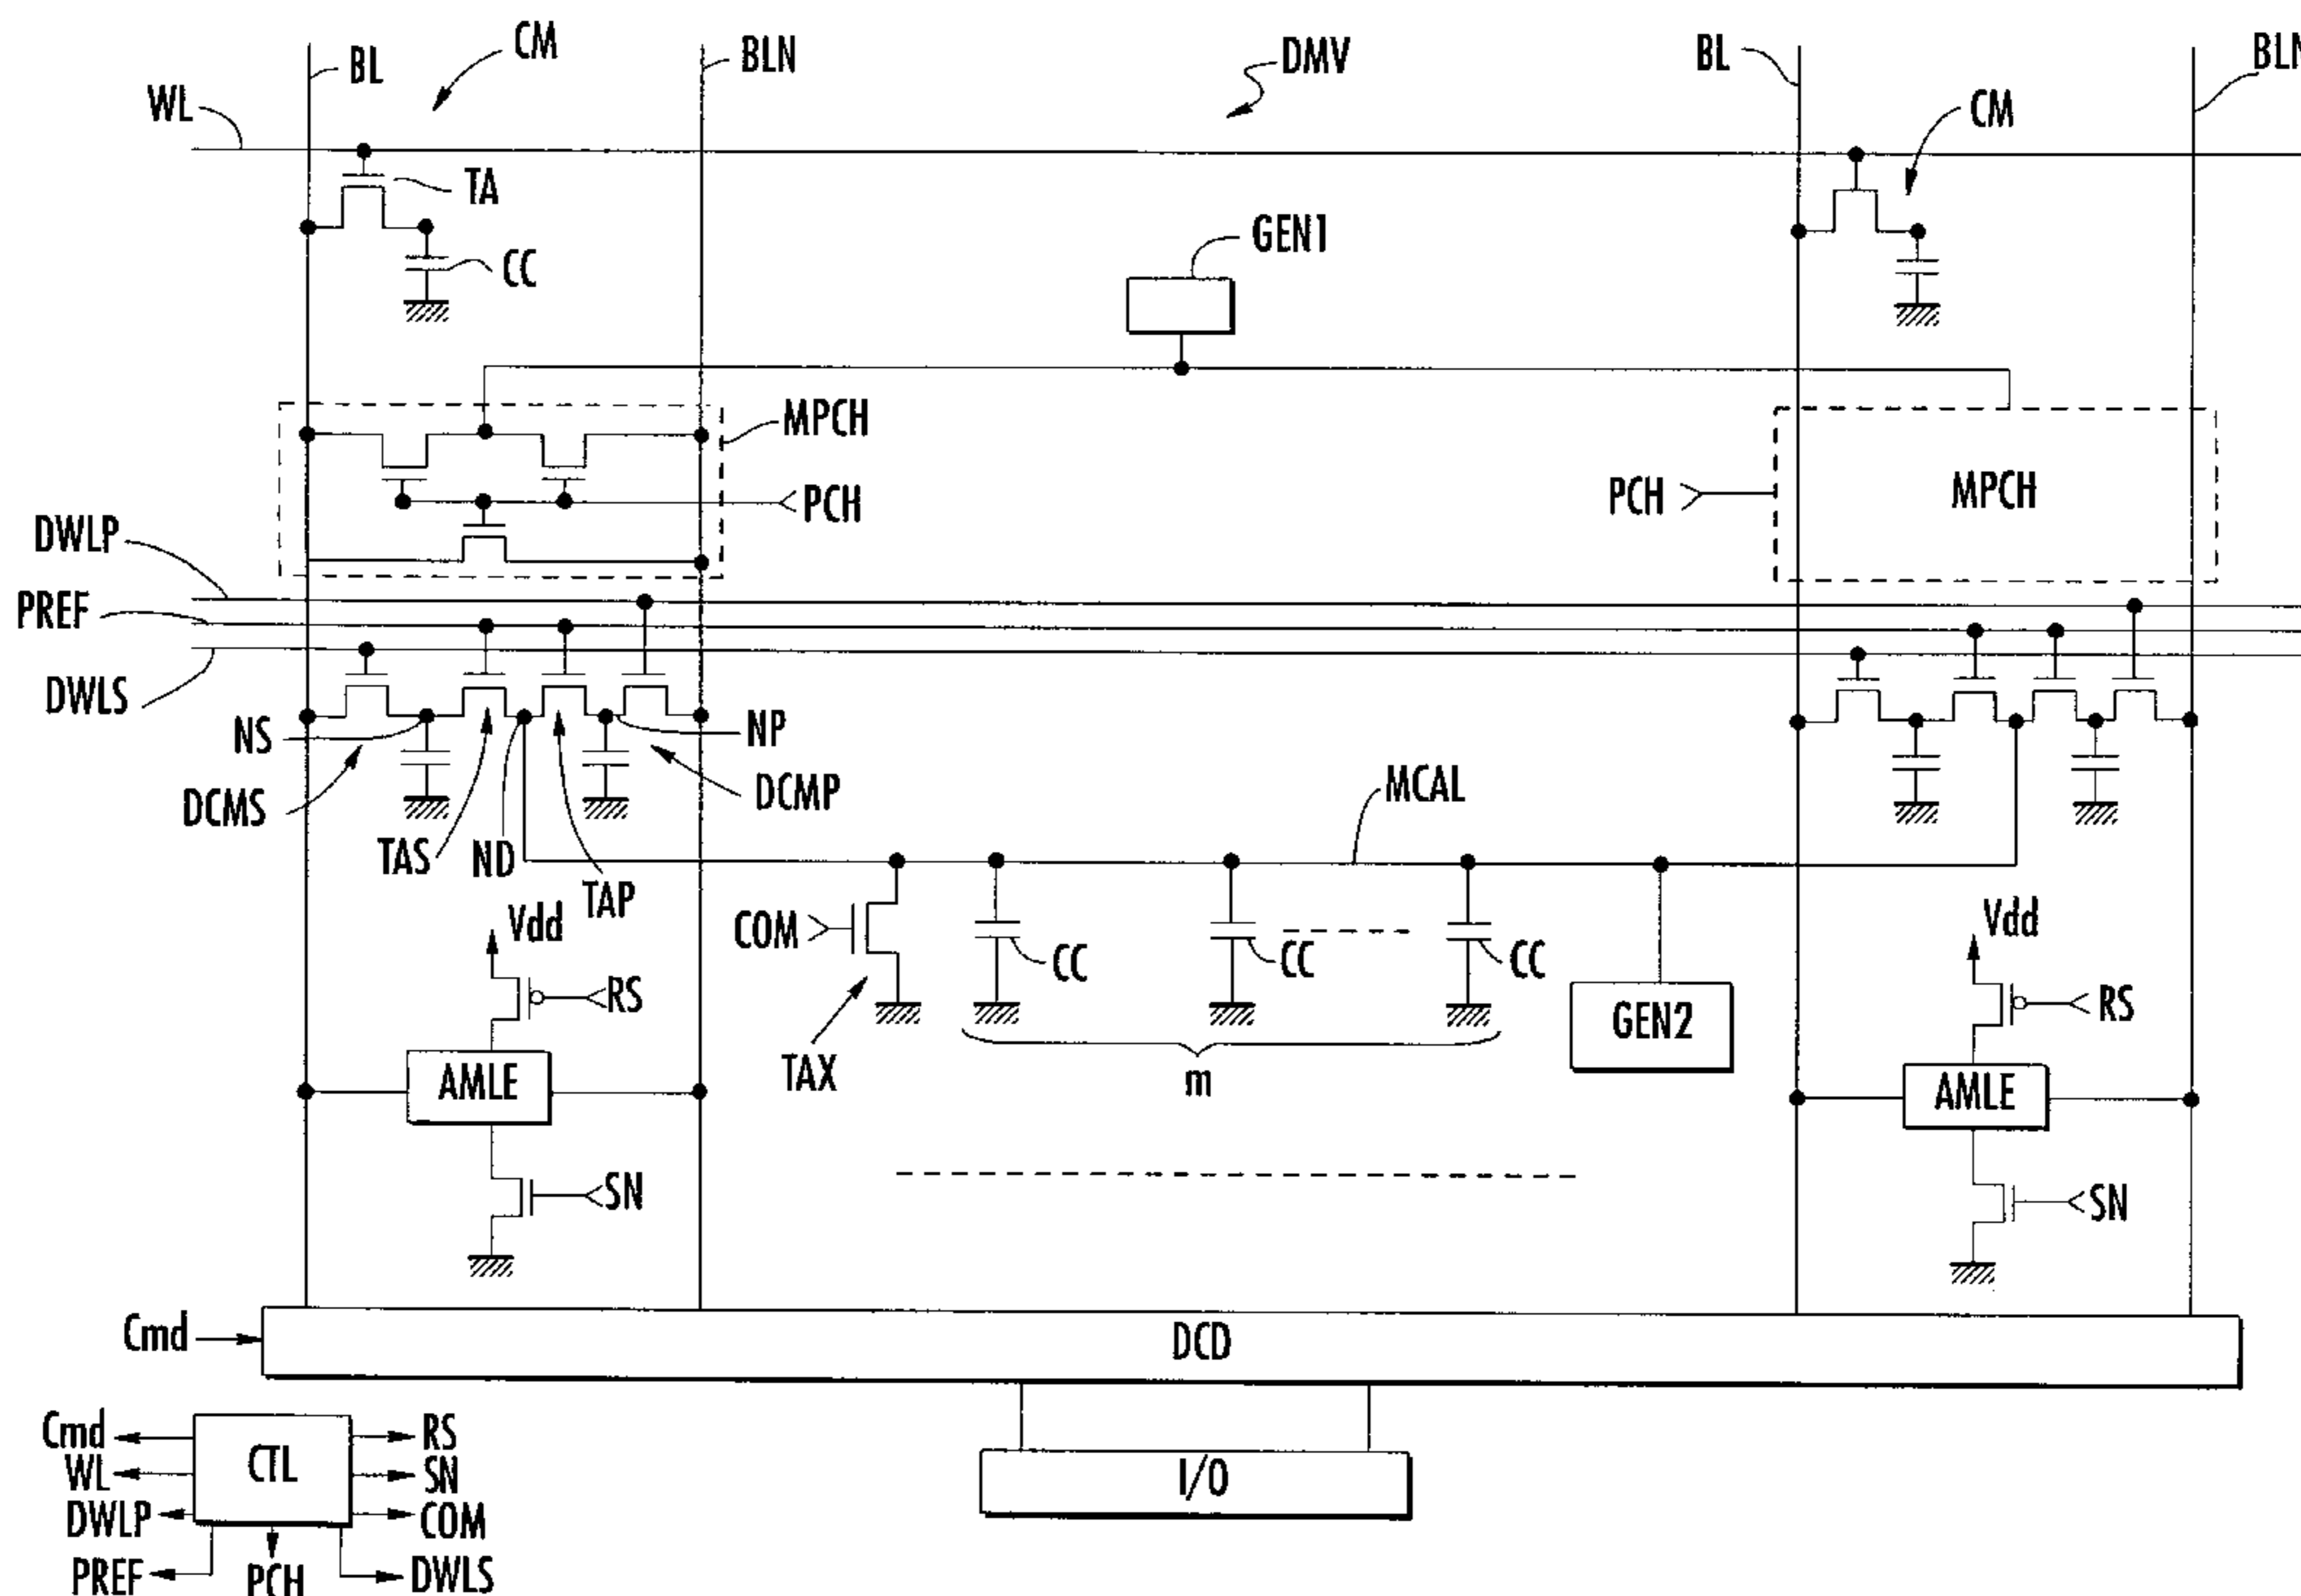 BL
CM
BLN
DMV
BL
BLN
WL
CM
TA
CC
GEN1
MPCH
PCH
PCH
MPCH
DWLP
PREF
DWLS
NS
NP
DCMS
DCMP
MCAL
TAS
ND
TAP
Vdd
COM
CC
CC
CC
Vdd
RS
GEN2
RS
AMLE
TAX
m
AMLE
SN
SN
Cmd
DCD
Cmd
CTL
RS
WL
SN
I/O
DWLP
COM
PREF
PCH
DWLS